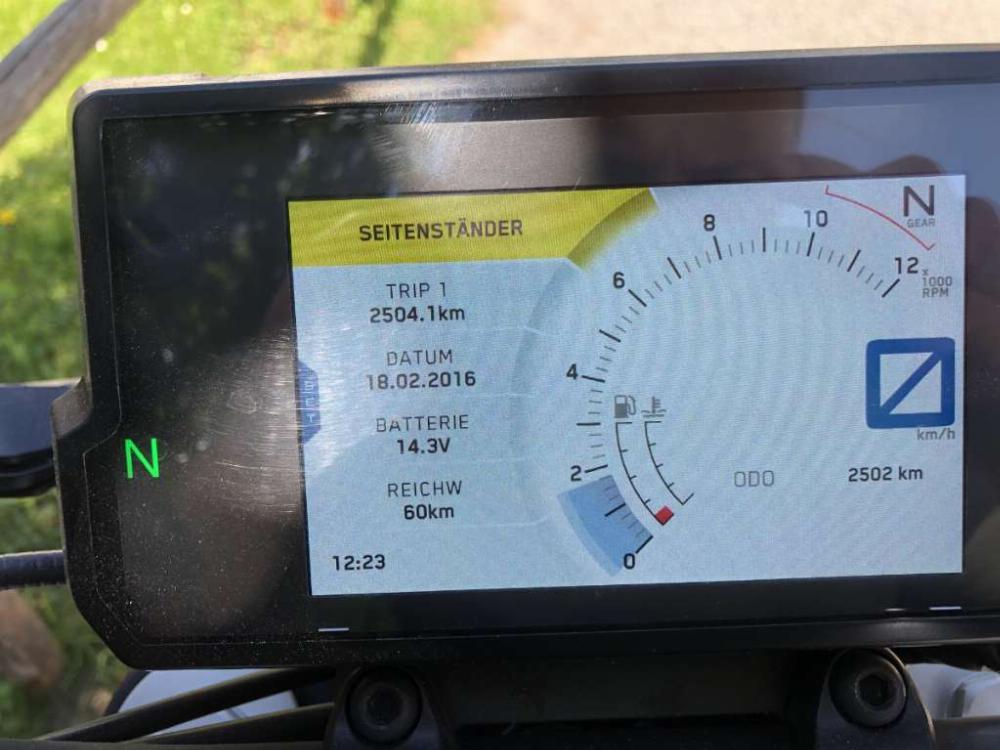 SEITENSTÄNDER
TRIP 1
2504.1km
DATUM
18.02.2016
BATTERIE
14.3V
REICHW
60km
12:23
N
0
2
4
6
8
10
12
x
1000
RPM
N
GEAR
0
km/h
ODO
2502 km